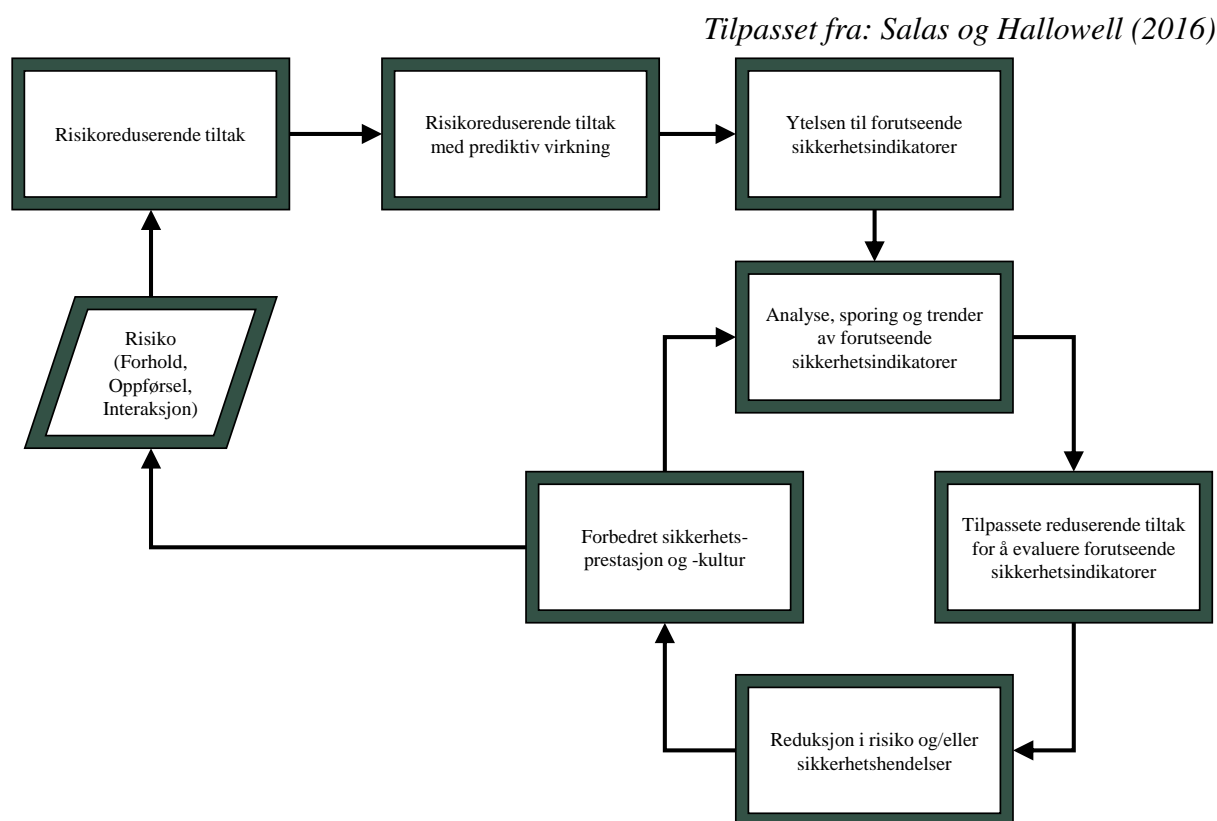 Tilpasset fra: Salas og Hallowell (2016)
Risikoreduserende tiltak
Risikoreduserende tiltak
med prediktiv virkning
Ytelsen til forutseende
sikkerhetsindikatorer
Risiko
(Forhold,
Oppførsel,
Interaksjon)
Analyse, sporing og trender
av forutseende
sikkerhetsindikatorer
Forbedret sikkerhets-
prestasjon og -kultur
Tilpassete reduserende tiltak
for å evaluere forutseende
sikkerhetsindikatorer
Reduksjon i risiko og/eller
sikkerhetshendelser